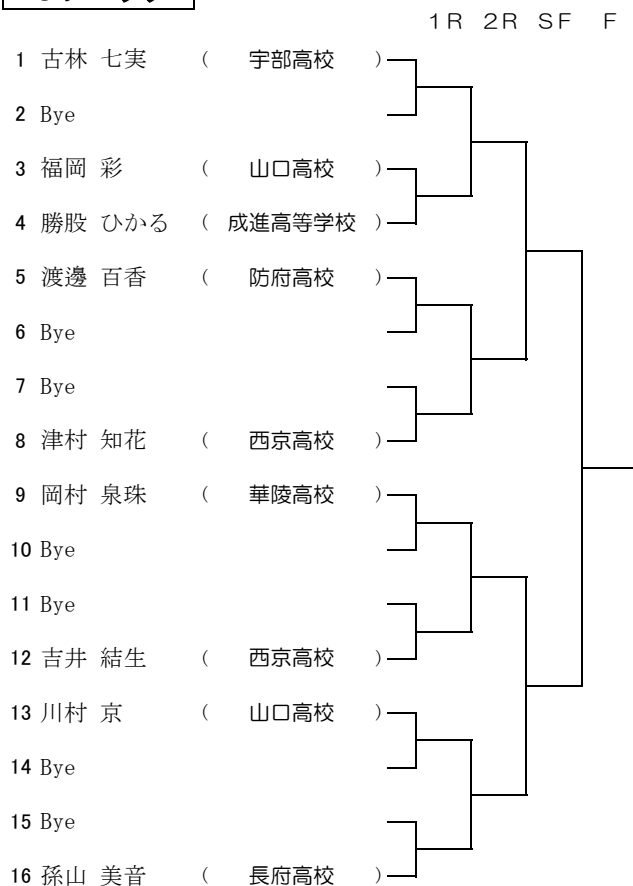 1R 2R SF F
1 古林 七実 ( 宇部高校 )
2 Bye
3 福岡 彩 ( 山口高校 )
4 勝股 ひかる ( 成進高等学校 )
5 渡邊 百香 ( 防府高校 )
6 Bye
7 Bye
8 津村 知花 ( 西京高校 )
9 岡村 泉珠 ( 華陵高校 )
10 Bye
11 Bye
12 吉井 結生 ( 西京高校 )
13 川村 京 ( 山口高校 )
14 Bye
15 Bye
16 孫山 美音 ( 長府高校 )